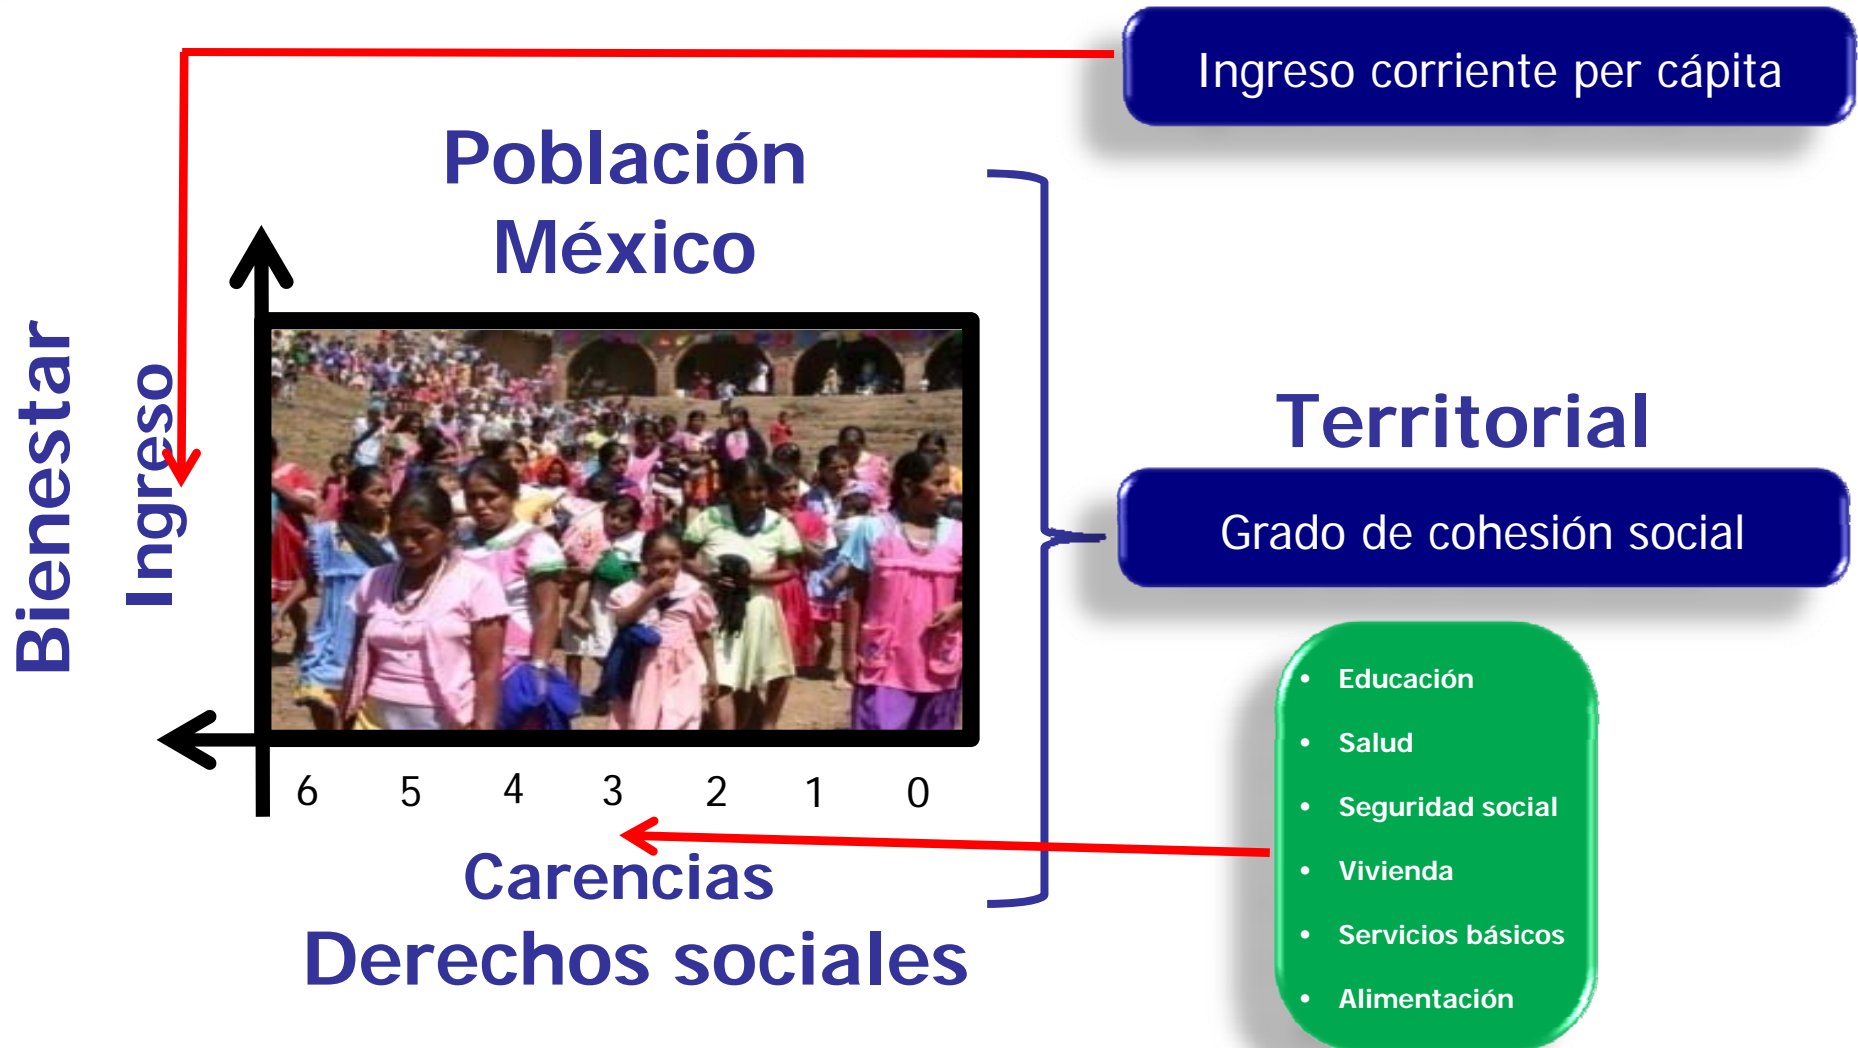 Ingreso corriente per cápita
Población
México
Bienestar
Ingreso
Territorial
Grado de cohesión social
6 5 4 3 2 1 0
Carencias
Derechos sociales
• Educación
• Salud
• Seguridad social
• Vivienda
• Servicios básicos
• Alimentación